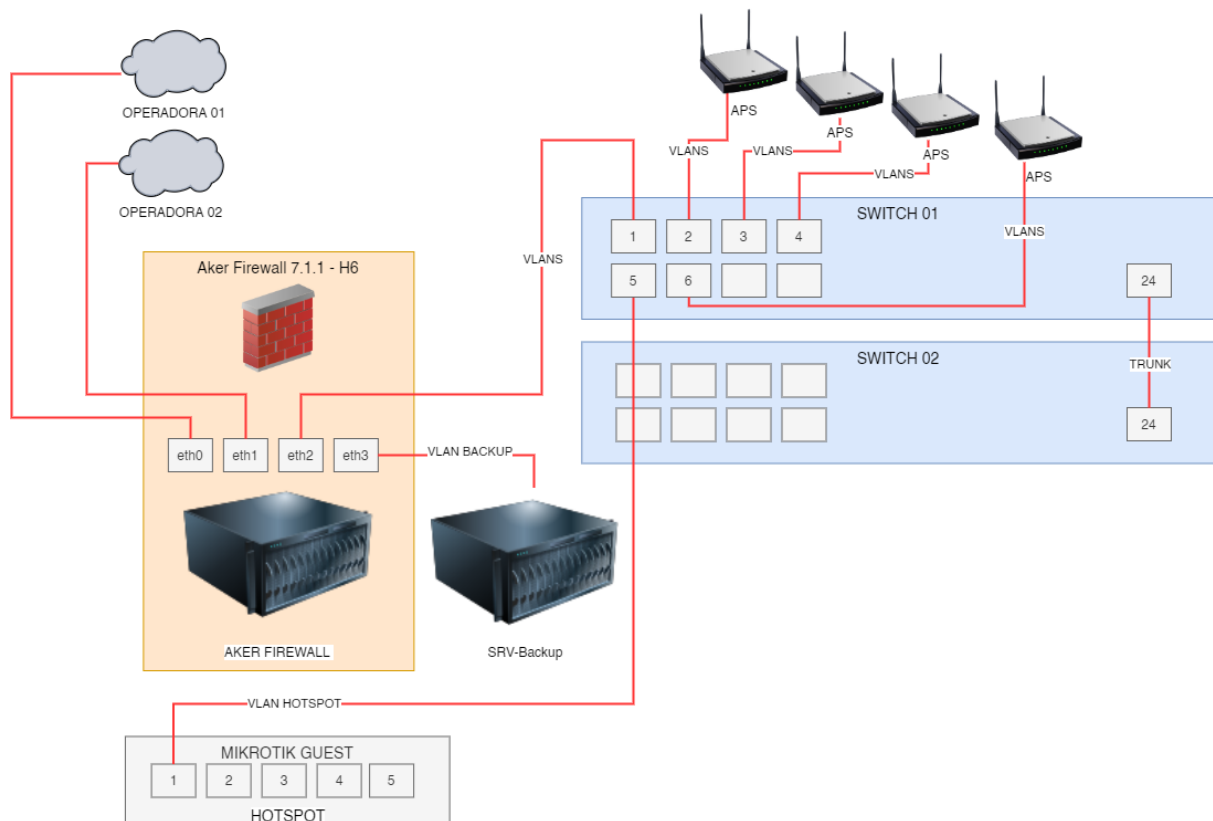 OPERADORA 01
OPERADORA 02
APS
APS
APS
APS
VLANS
VLANS
VLANS
VLANS
VLANS
SWITCH 01
1
2
3
4
5
6
24
TRUNK
SWITCH 02
24
Aker Firewall 7.1.1 - H6
eth0
eth1
eth2
eth3
VLAN BACKUP
AKER FIREWALL
SRV-Backup
VLAN HOTSPOT
MIKROTIK GUEST
1
2
3
4
5
HOTSPOT